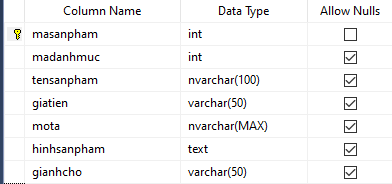 Column Name Data Type Allow Nulls
masanpham int
madanhmuc int
tensanpham nvarchar(100)
giatien varchar(50)
mota nvarchar(MAX)
hinhsanpham text
gianhcho varchar(50)